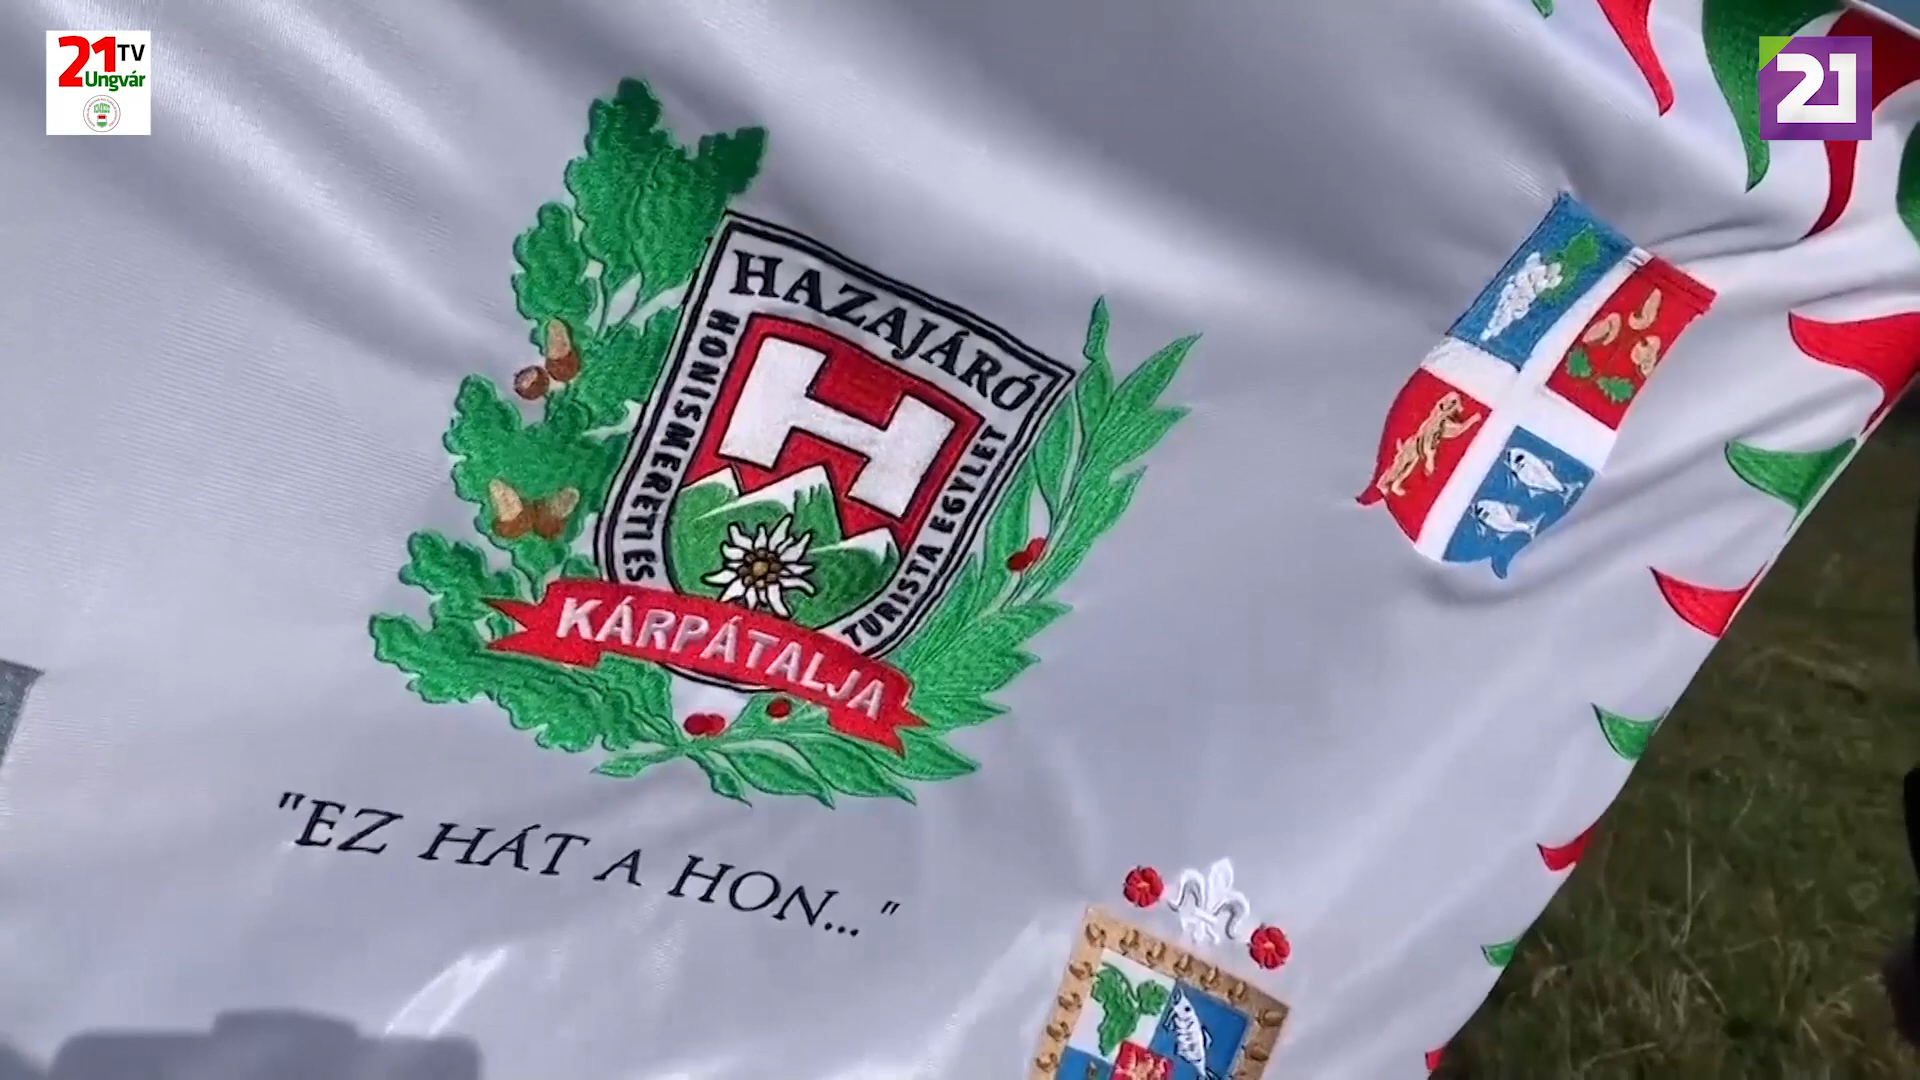 21 TV
Ungvár
21
HAZAJÁRÓ
HONISMERETI ÉS
TURISTA EGYLET
H
KÁRPÁTALJA
"EZ HÁT A HON..."